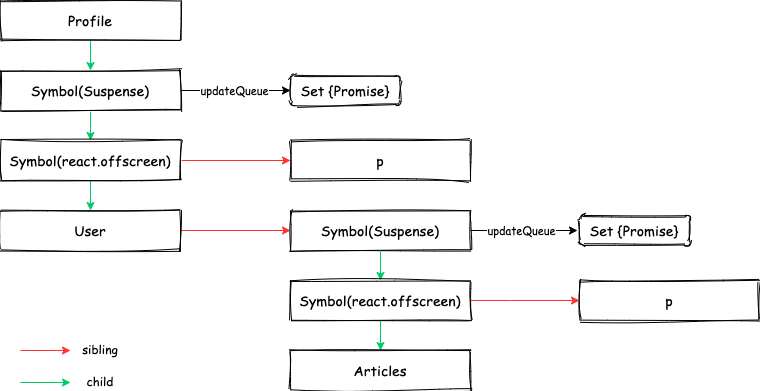 Profile
Symbol(Suspense)
updateQueue
Set {Promise}
Symbol(react.offscreen)
p
User
Symbol(Suspense)
updateQueue
Set {Promise}
Symbol(react.offscreen)
p
sibling
Articles
child